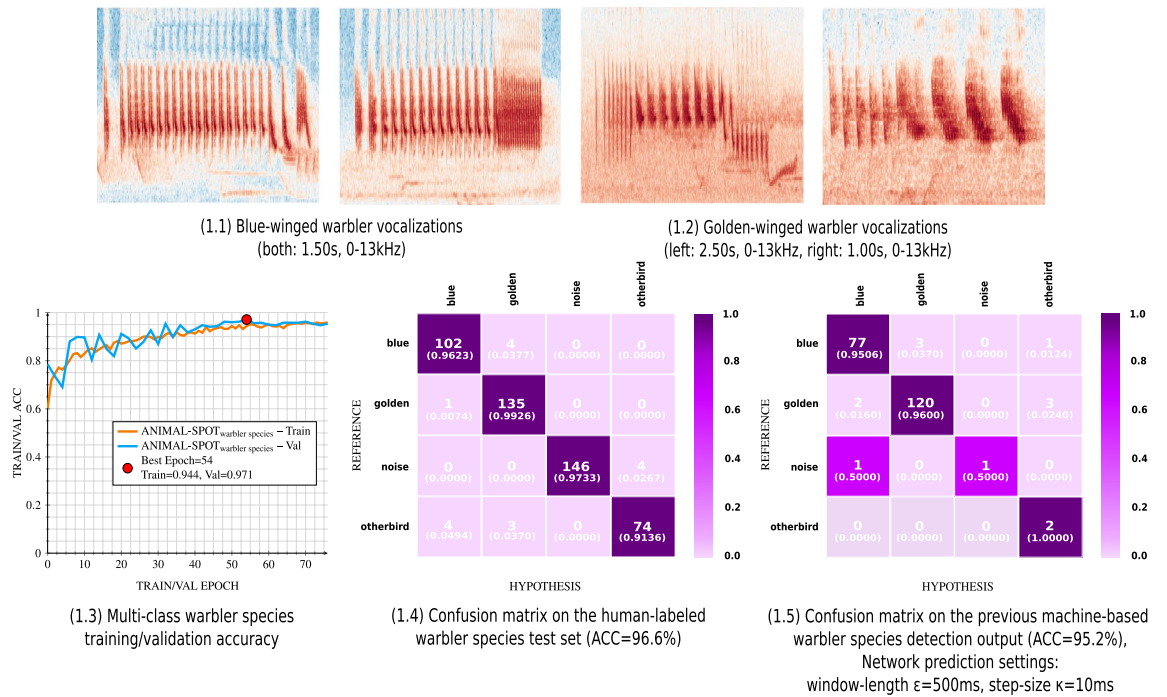 (1.1) Blue-winged warbler vocalizations
(both: 1.50s, 0-13kHz)
(1.2) Golden-winged warbler vocalizations
(left: 2.50s, 0-13kHz, right: 1.00s, 0-13kHz)
TRAIN/VAL ACC
1
0.8
0.6
0.4
0.2
0
ANIMAL-SPOTwarbler species – Train
ANIMAL-SPOTwarbler species – Val
Best Epoch=54
Train=0.944, Val=0.971
0 10 20 30 40 50 60 70
TRAIN/VAL EPOCH
(1.3) Multi-class warbler species
training/validation accuracy
blue golden noise otherbird
REFERENCE
blue 102 4 0 0
(0.9623) (0.0377) (0.0000) (0.0000)
golden 1 135 0 0
(0.0074) (0.9926) (0.0000) (0.0000)
noise 0 0 146 4
(0.0000) (0.0000) (0.9733) (0.0267)
otherbird 4 3 0 74
(0.0494) (0.0370) (0.0000) (0.9136)
1.0
0.8
0.6
0.4
0.2
0.0
HYPOTHESIS
(1.4) Confusion matrix on the human-labeled
warbler species test set (ACC=96.6%)
blue golden noise otherbird
REFERENCE
blue 77 3 0 1
(0.9506) (0.0370) (0.0000) (0.0124)
golden 2 120 0 3
(0.0160) (0.9600) (0.0000) (0.0240)
noise 1 0 1 0
(0.5000) (0.0000) (0.5000) (0.0000)
otherbird 0 0 0 2
(0.0000) (0.0000) (0.0000) (1.0000)
1.0
0.8
0.6
0.4
0.2
0.0
HYPOTHESIS
(1.5) Confusion matrix on the previous machine-based
warbler species detection output (ACC=95.2%),
Network prediction settings:
window-length ε=500ms, step-size κ=10ms